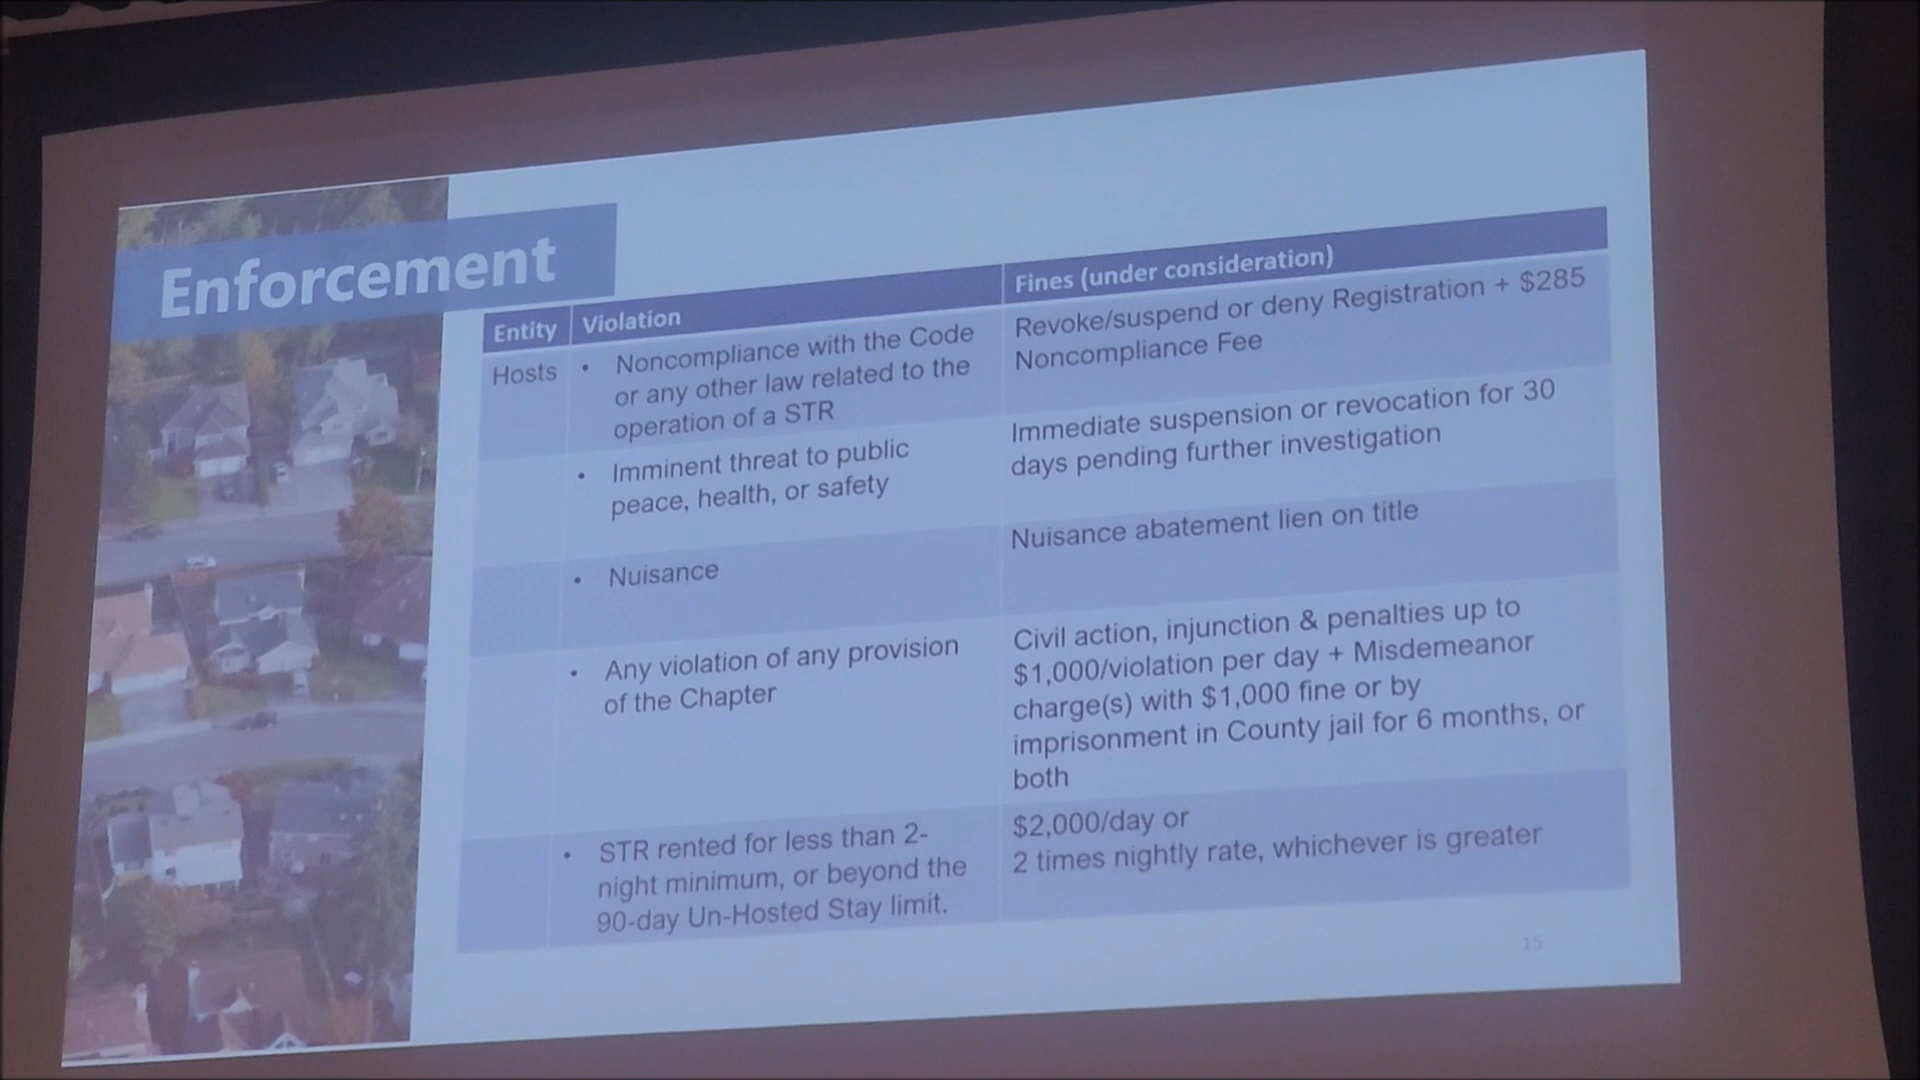 Enforcement
Entity
Violation
Fines (under consideration)
Hosts
• Noncompliance with the Code
or any other law related to the
operation of a STR
Revoke/suspend or deny Registration + $285
Noncompliance Fee
• Imminent threat to public
peace, health, or safety
Immediate suspension or revocation for 30
days pending further investigation
• Nuisance
Nuisance abatement lien on title
• Any violation of any provision
of the Chapter
Civil action, injunction & penalties up to
$1,000/violation per day + Misdemeanor
charge(s) with $1,000 fine or by
imprisonment in County jail for 6 months, or
both
• STR rented for less than 2-
night minimum, or beyond the
90-day Un-Hosted Stay limit.
$2,000/day or
2 times nightly rate, whichever is greater
15